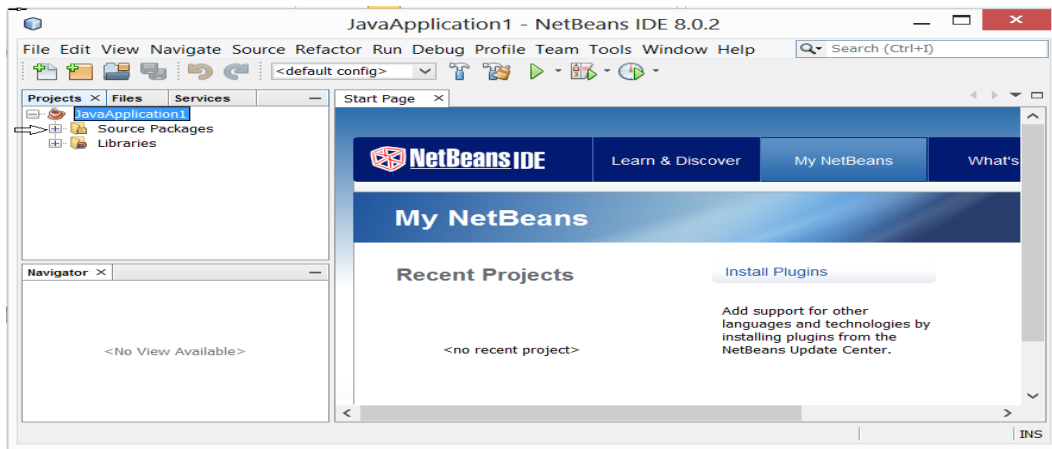 JavaApplication1 - NetBeans IDE 8.0.2
File Edit View Navigate Source Refactor Run Debug Profile Team Tools Window Help
Search (Ctrl+I)
<default config>
Projects Files Services
Start Page
JavaApplication1
Source Packages
Libraries
NetBeans IDE
Learn & Discover
My NetBeans
What's
My NetBeans
Navigator
Recent Projects
Install Plugins
Add support for other
languages and technologies by
installing plugins from the
NetBeans Update Center.
<No View Available>
<no recent project>
INS